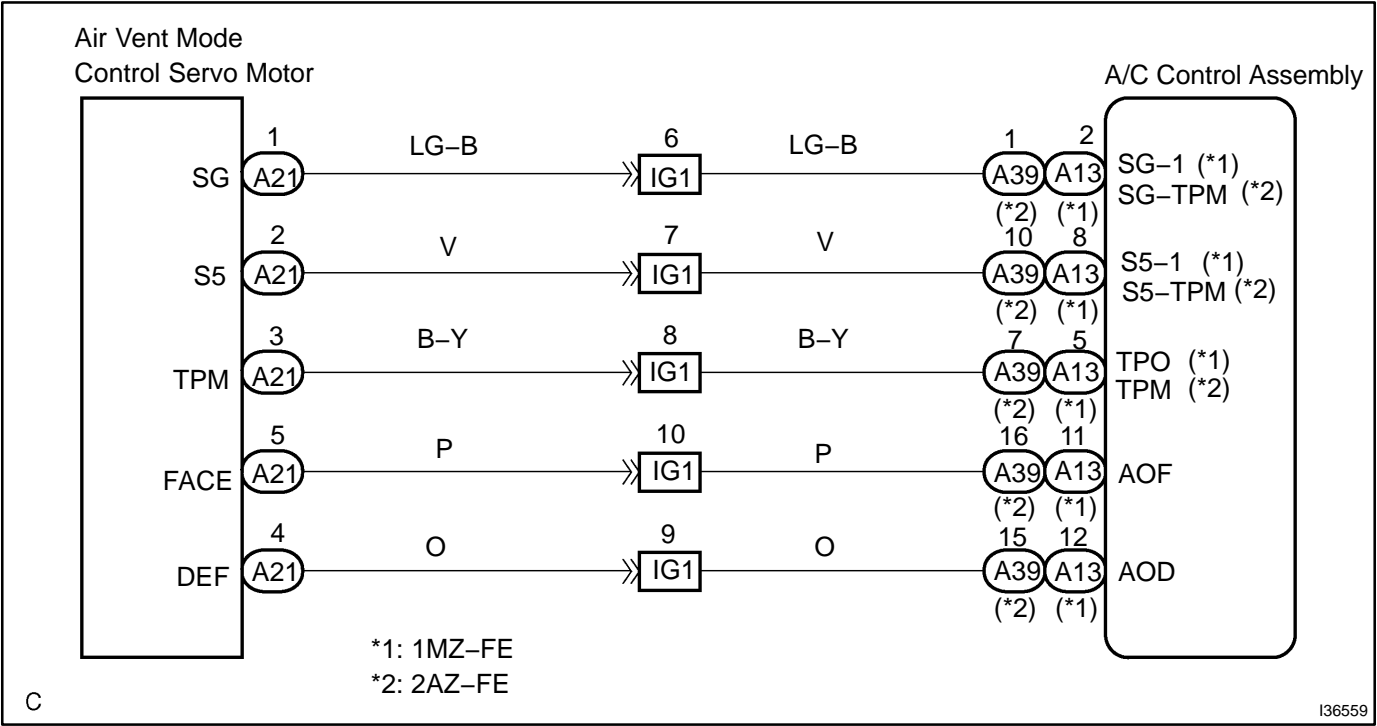 Air Vent Mode
Control Servo Motor
A/C Control Assembly
1 LG−B 6 LG−B 1 2
SG A21 IG1 A39 A13 SG−1 (*1)
SG−TPM (*2)
(*2) (*1)
2 V 7 V 10 8
S5 A21 IG1 A39 A13 S5−1 (*1)
S5−TPM (*2)
(*2) (*1)
3 B−Y 8 B−Y 7 5
TPM A21 IG1 A39 A13 TPO (*1)
TPM (*2)
(*2) (*1)
5 P 10 P 16 11
FACE A21 IG1 A39 A13 AOF
(*2) (*1)
4 O 9 O 15 12
DEF A21 IG1 A39 A13 AOD
(*2) (*1)
*1: 1MZ−FE
*2: 2AZ−FE
C
I36559